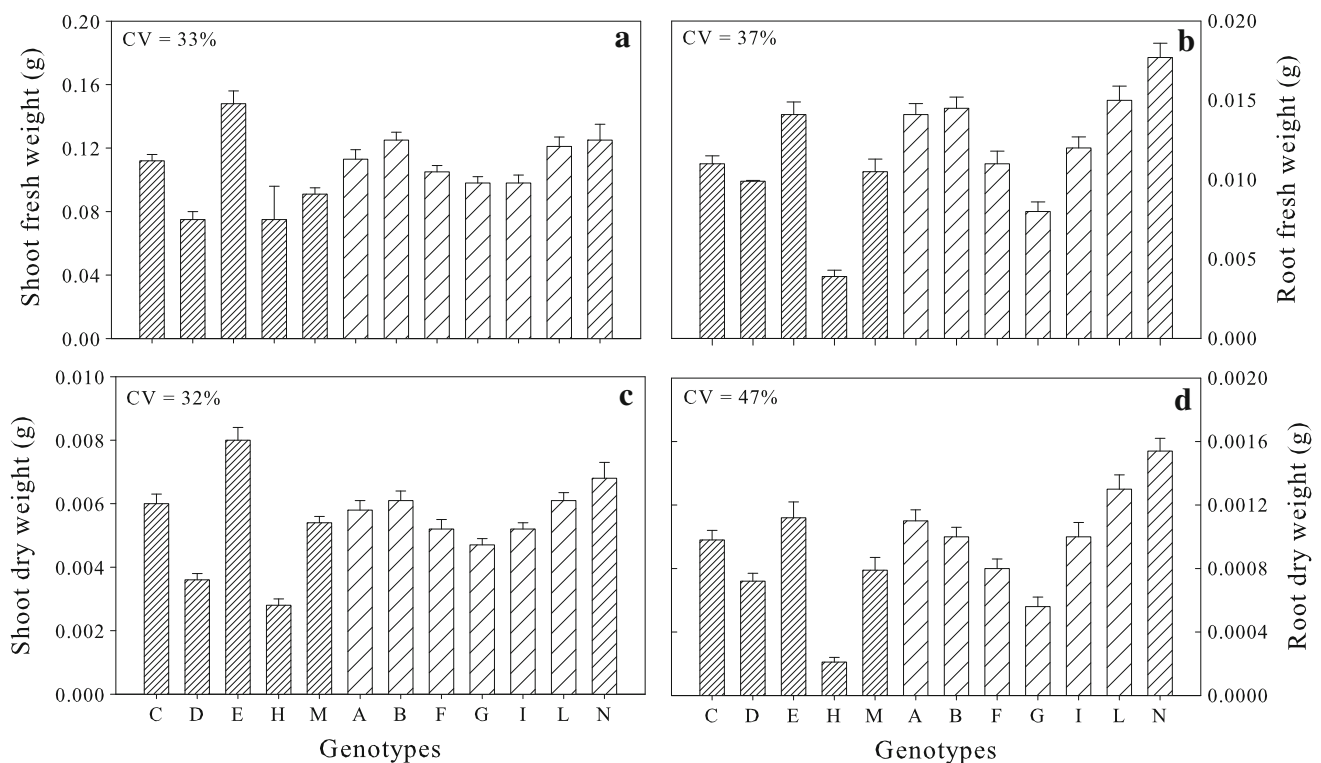 CV = 33%
a
0.20
0.16
0.12
0.08
0.04
0.00
Shoot fresh weight (g)
CV = 37%
b
0.020
0.015
0.010
0.005
0.000
Root fresh weight (g)
CV = 32%
c
0.010
0.008
0.006
0.004
0.002
0.000
Shoot dry weight (g)
C D E H M A B F G I L N
Genotypes
CV = 47%
d
0.0020
0.0016
0.0012
0.0008
0.0004
0.0000
Root dry weight (g)
C D E H M A B F G I L N
Genotypes